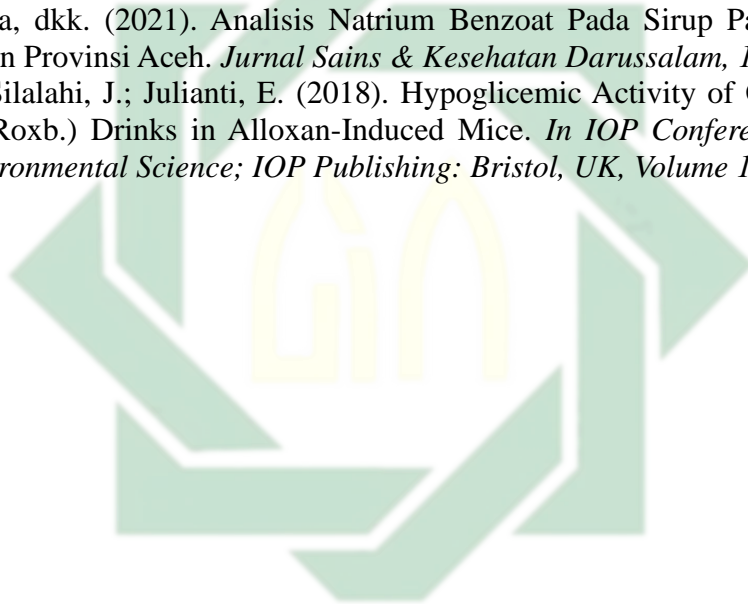 a, dkk. (2021). Analisis Natrium Benzoat Pada Sirup Pa
n Provinsi Aceh. Jurnal Sains & Kesehatan Darussalam,
Silalahi, J.; Julianti, E. (2018). Hypoglicemic Activity of
Roxb.) Drinks in Alloxan-Induced Mice. In IOP Confere
ronmental Science; IOP Publishing: Bristol, UK, Volume 1
uin